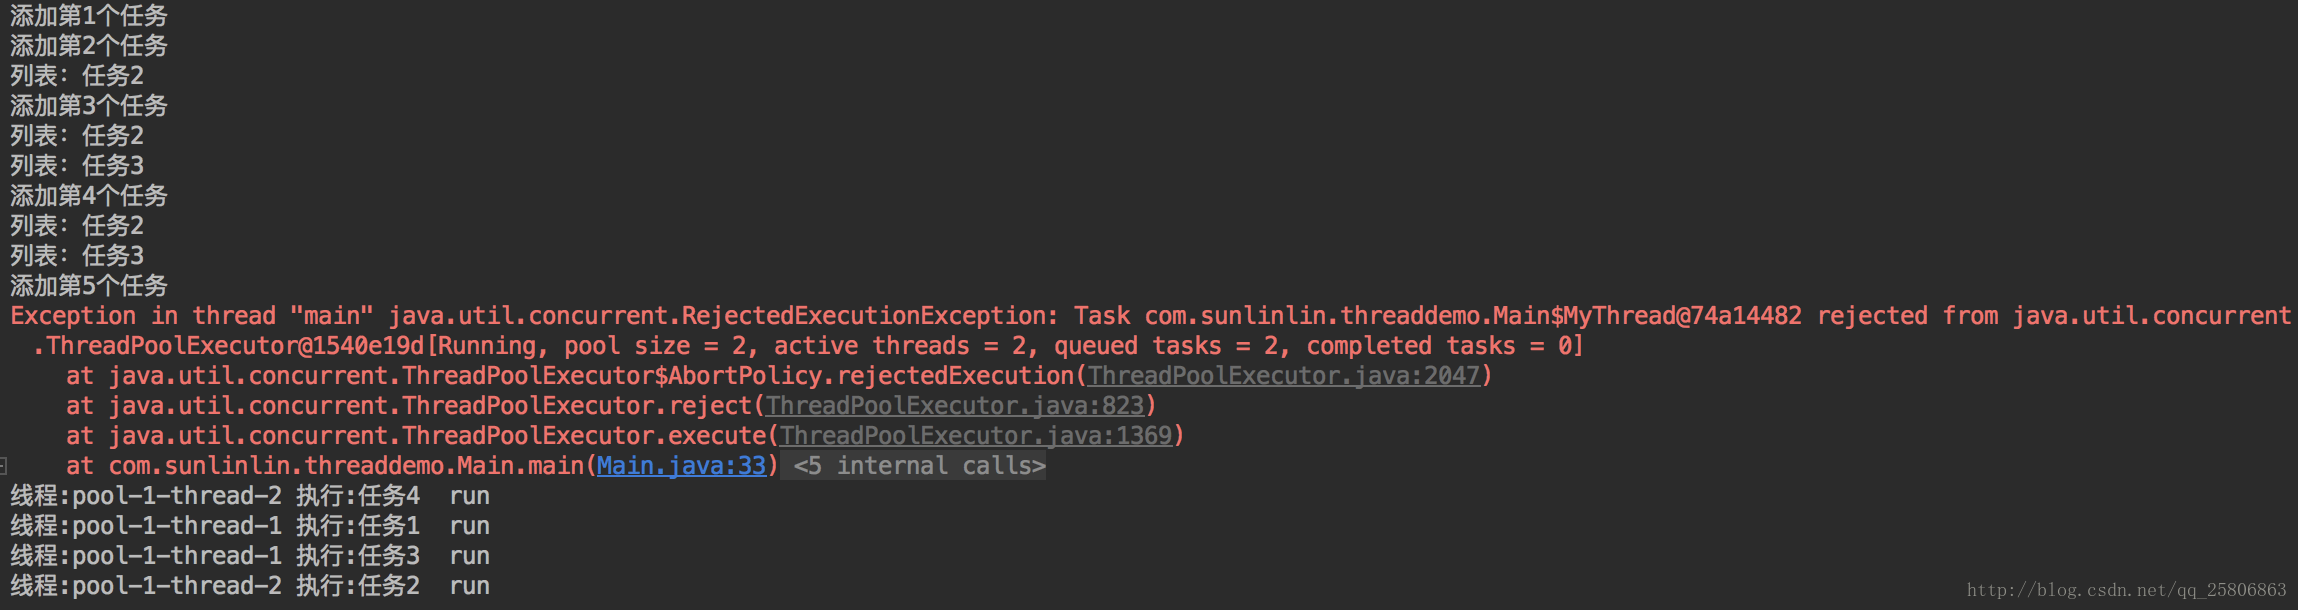 添加第1个任务
添加第2个任务
列表：任务2
添加第3个任务
列表：任务2
列表：任务3
添加第4个任务
列表：任务2
列表：任务3
添加第5个任务
Exception in thread "main" java.util.concurrent.RejectedExecutionException: Task com.sunlinlin.threaddemo.Main$MyThread@74a14482 rejected from java.util.concurrent
.ThreadPoolExecutor@1540e19d[Running, pool size = 2, active threads = 2, queued tasks = 2, completed tasks = 0]
at java.util.concurrent.ThreadPoolExecutor$AbortPolicy.rejectedExecution(ThreadPoolExecutor.java:2047)
at java.util.concurrent.ThreadPoolExecutor.reject(ThreadPoolExecutor.java:823)
at java.util.concurrent.ThreadPoolExecutor.execute(ThreadPoolExecutor.java:1369)
at com.sunlinlin.threaddemo.Main.main(Main.java:33) <5 internal calls>
线程:pool-1-thread-2 执行:任务4  run
线程:pool-1-thread-1 执行:任务1  run
线程:pool-1-thread-1 执行:任务3  run
线程:pool-1-thread-2 执行:任务2  run
http://blog.csdn.net/qq_25806863